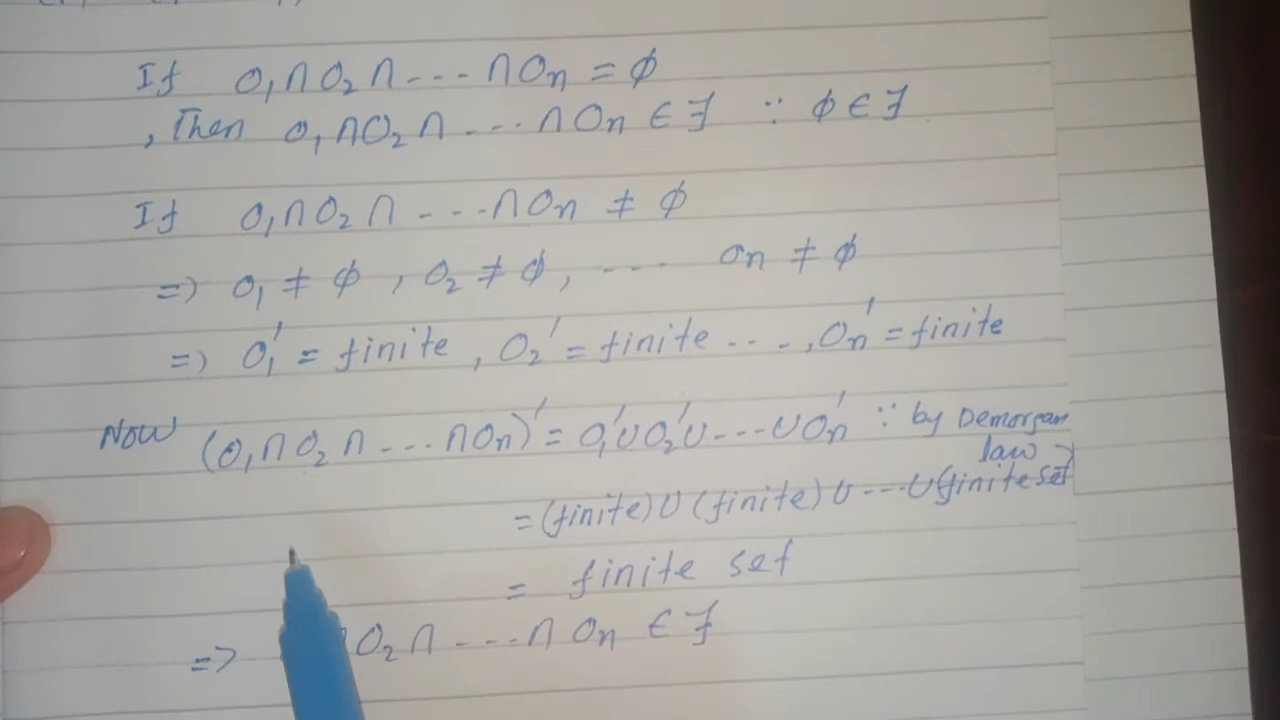 If O₁∩O₂∩---∩Oₙ = ϕ
, Then O₁∩O₂∩---∩Oₙ ∈ Ⅎ ∵ ϕ ∈ Ⅎ
If O₁∩O₂∩---∩Oₙ ≠ ϕ
=> O₁ ≠ ϕ , O₂ ≠ ϕ, ---- Oₙ ≠ ϕ
=> O₁' = finite , O₂' = finite ---, Oₙ' = finite
Now (O₁∩O₂∩---∩Oₙ)' = O₁'∪O₂'∪---∪Oₙ' ∵ by Demorgan
law
= (finite)∪(finite)∪---∪(finite set
= finite set
=> O₂∩---∩Oₙ ∈ Ⅎ